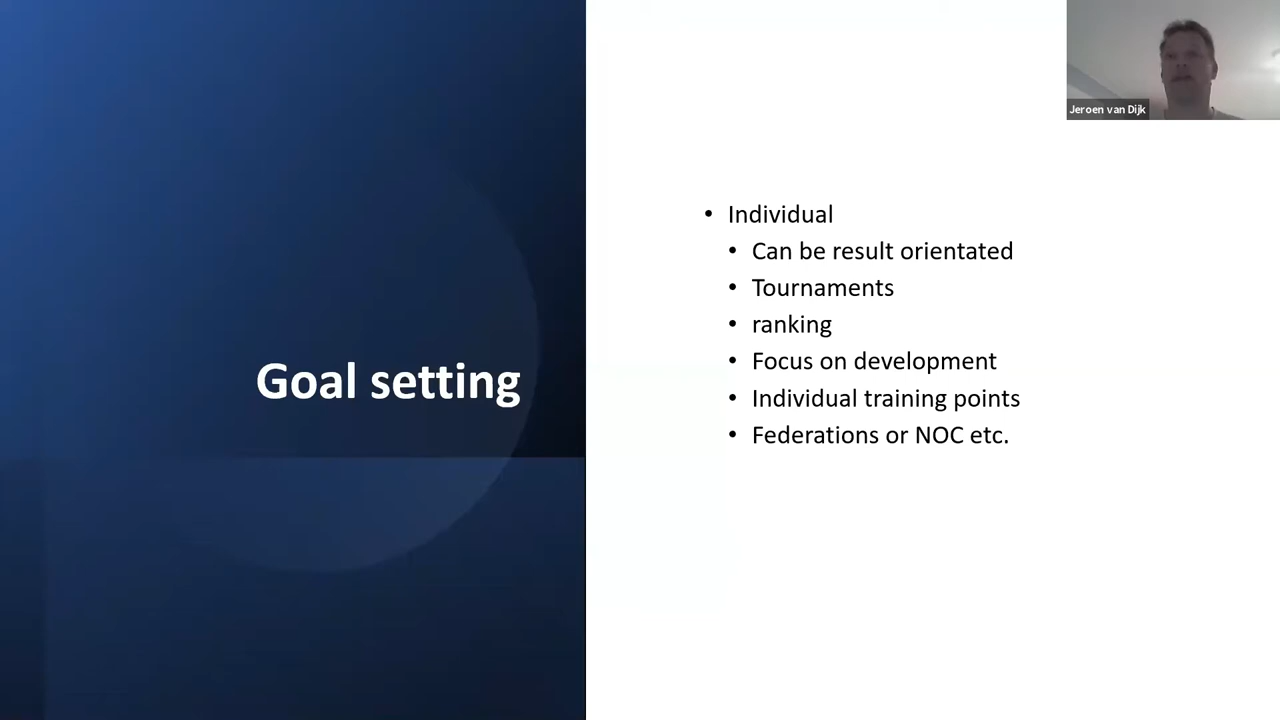 Jeroen van Dijk
Goal setting
• Individual
• Can be result orientated
• Tournaments
• ranking
• Focus on development
• Individual training points
• Federations or NOC etc.